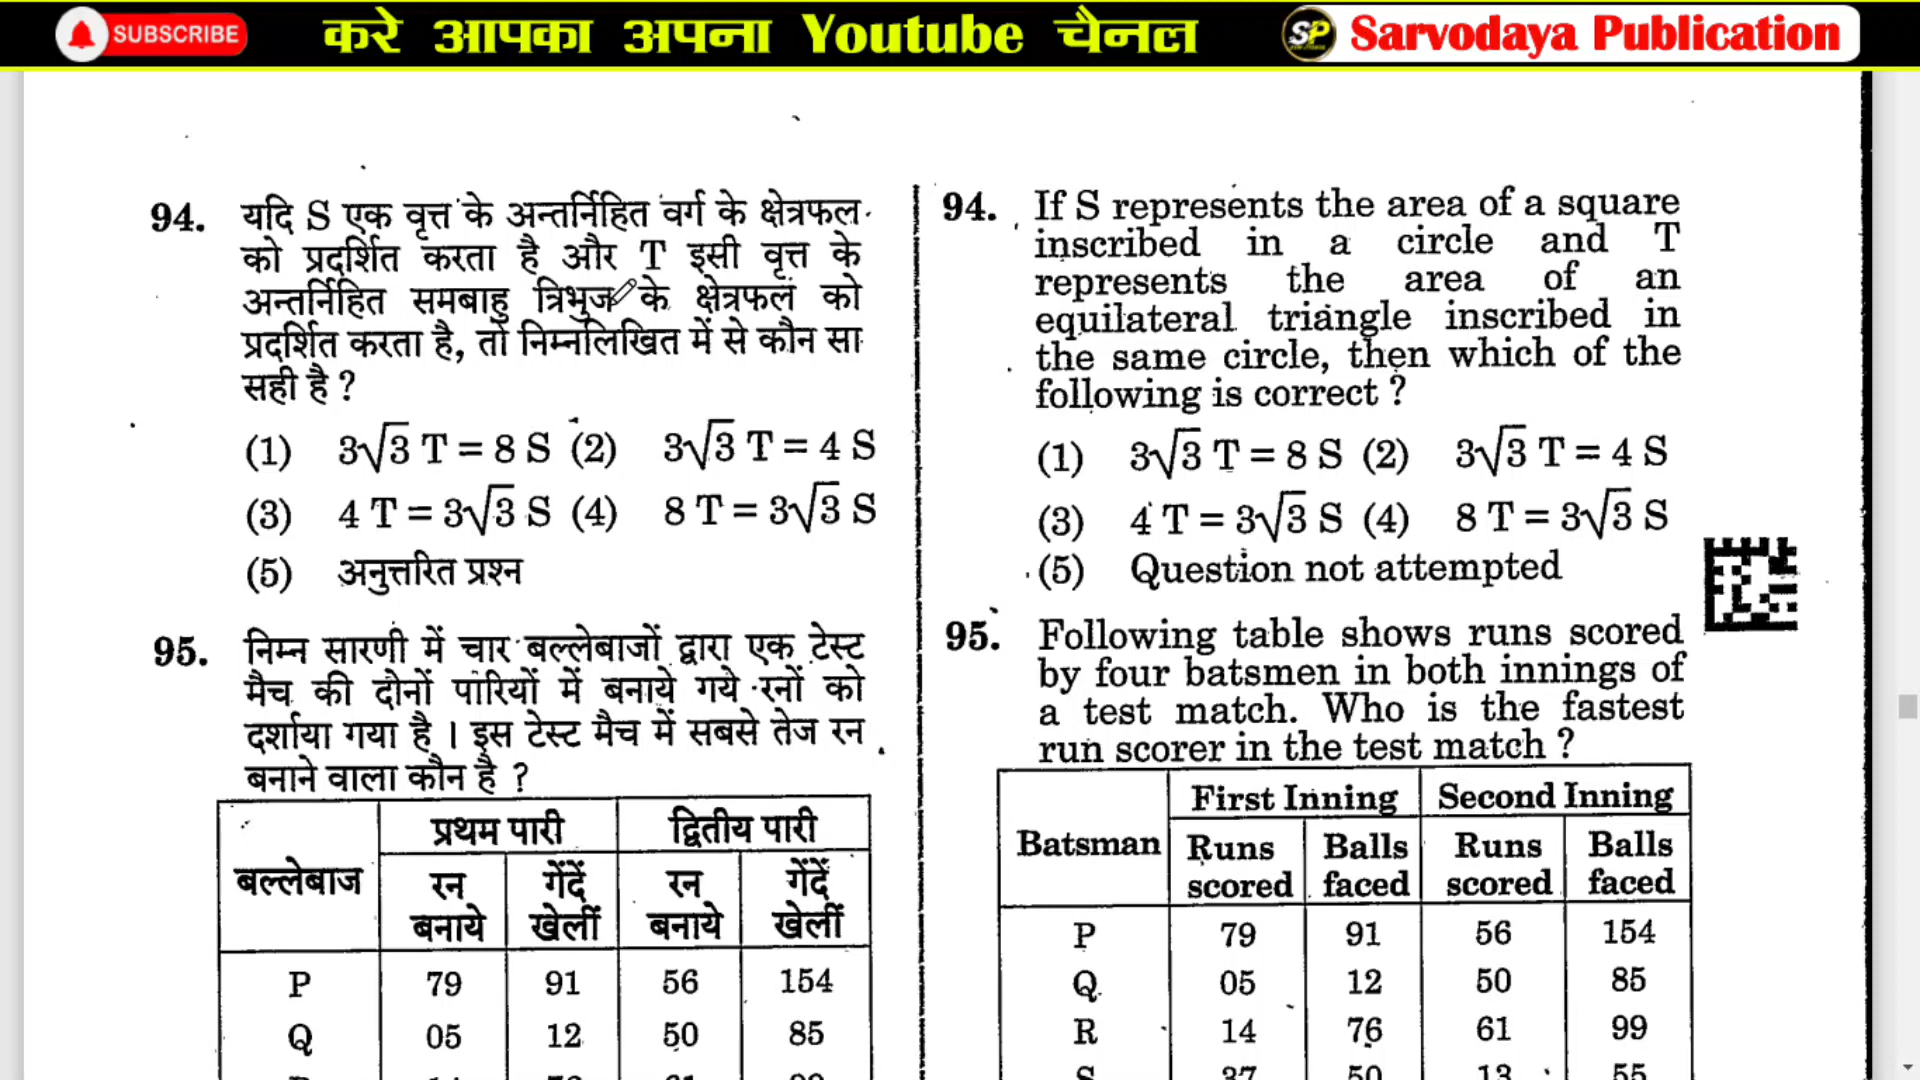 SUBSCRIBE करे आपका अपना Youtube चैनल SP Sarvodaya Publication
94. यदि S एक वृत्त के अन्तर्निहित वर्ग के क्षेत्रफल
को प्रदर्शित करता है और T इसी वृत्त के
अन्तर्निहित समबाहु त्रिभुज के क्षेत्रफल को
प्रदर्शित करता है, तो निम्नलिखित में से कौन सा
सही है ?
(1) 3√3 T = 8 S (2) 3√3 T = 4 S
(3) 4 T = 3√3 S (4) 8 T = 3√3 S
(5) अनुत्तरित प्रश्न
95. निम्न सारणी में चार बल्लेबाजों द्वारा एक टेस्ट
मैच की दोनों पारियों में बनाये गये रनों को
दर्शाया गया है । इस टेस्ट मैच में सबसे तेज रन
बनाने वाला कौन है ?
बल्लेबाज प्रथम पारी द्वितीय पारी
रन बनाये गेंदें खेलीं रन बनाये गेंदें खेलीं
P 79 91 56 154
Q 05 12 50 85
94. If S represents the area of a square
inscribed in a circle and T
represents the area of an
equilateral triangle inscribed in
the same circle, then which of the
following is correct ?
(1) 3√3 T = 8 S (2) 3√3 T = 4 S
(3) 4 T = 3√3 S (4) 8 T = 3√3 S
(5) Question not attempted
95. Following table shows runs scored
by four batsmen in both innings of
a test match. Who is the fastest
run scorer in the test match ?
Batsman First Inning Second Inning
Runs scored Balls faced Runs scored Balls faced
P 79 91 56 154
Q 05 12 50 85
R 14 76 61 99
S 37 50 13 55